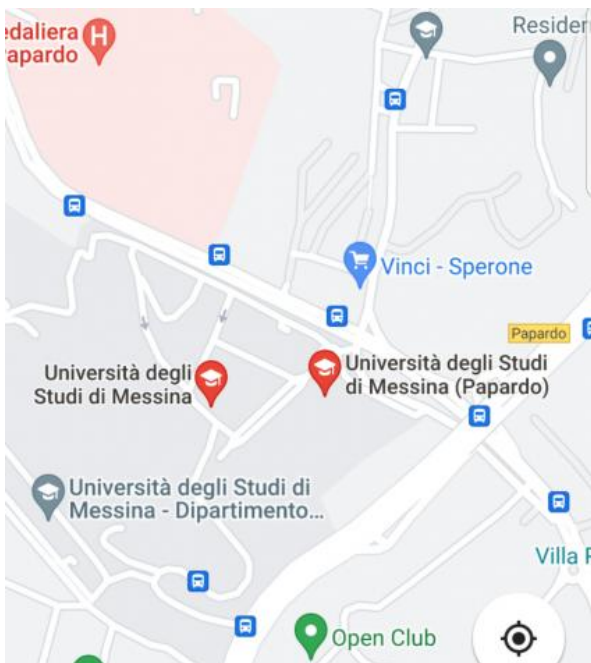 edaliera
apardo
H
Resider
Vinci - Sperone
Papardo
Università degli
Studi di Messina
Università degli Studi
di Messina (Papardo)
Università degli Studi di
Messina - Dipartimento...
Villa
Open Club